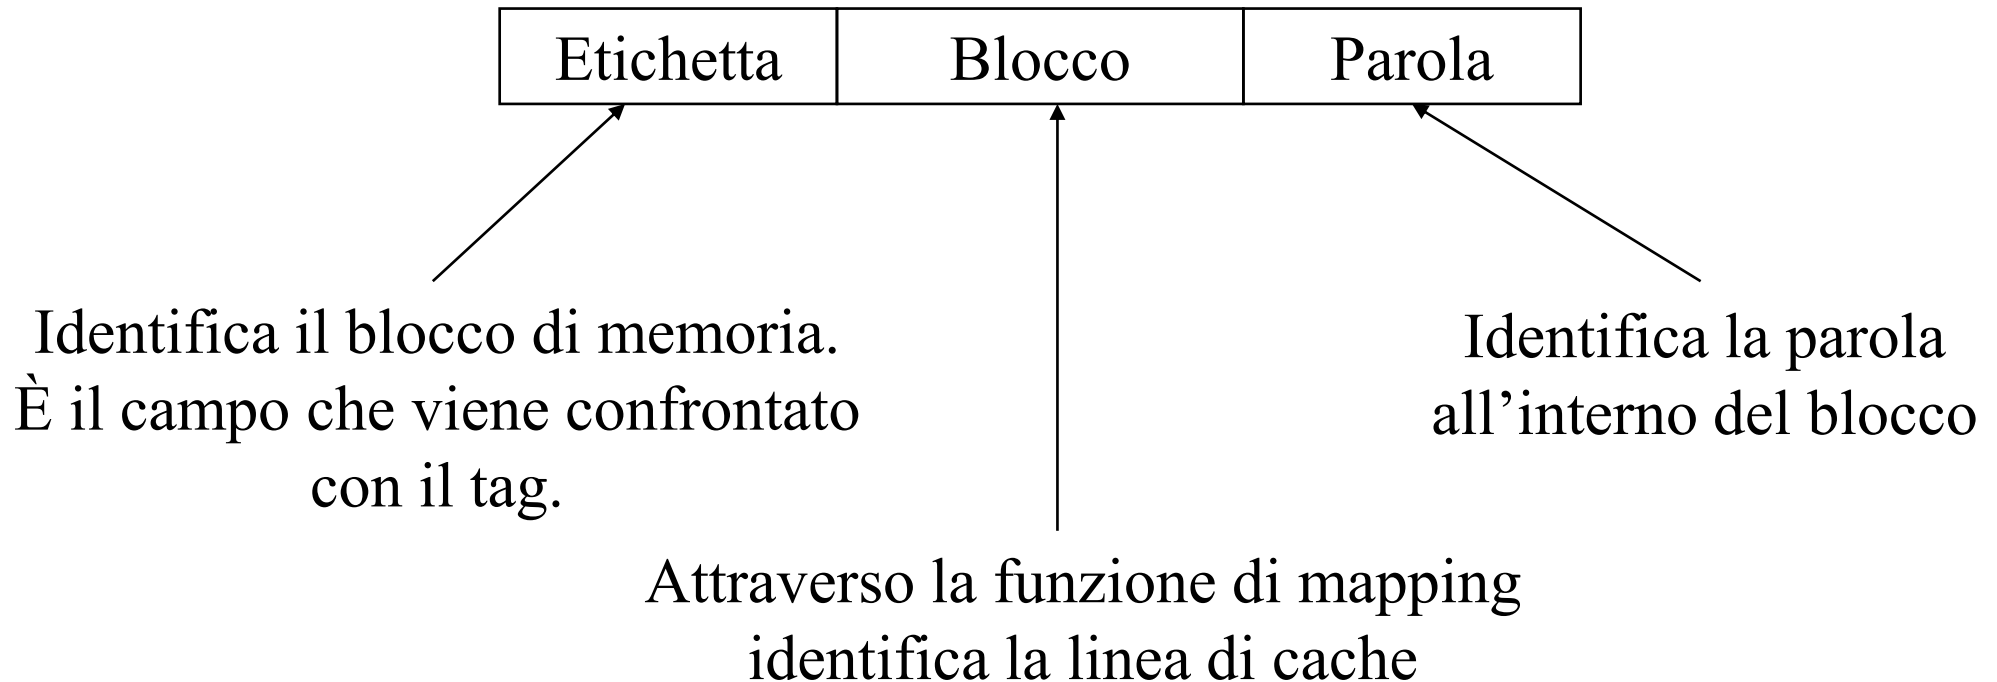 Etichetta Blocco Parola
Identifica il blocco di memoria.
È il campo che viene confrontato
con il tag.
Identifica la parola
all’interno del blocco
Attraverso la funzione di mapping
identifica la linea di cache